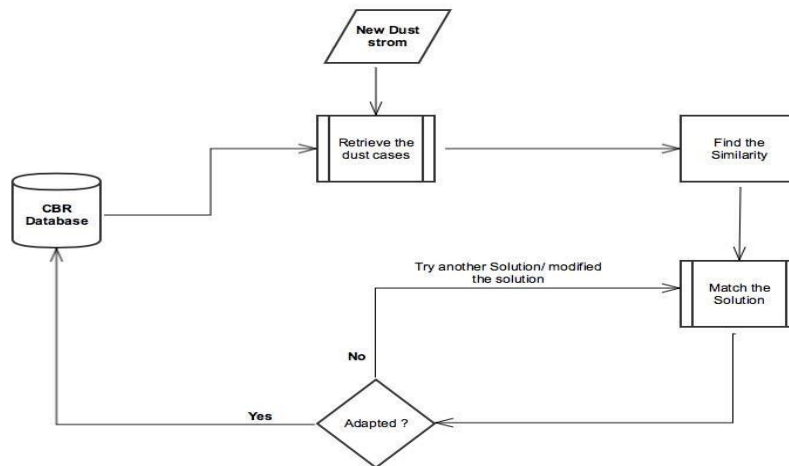 New Dust
strom
Retrieve the
dust cases
Find the
Similarity
CBR
Database
Try another Solution/ modified
the solution
Match the
Solution
No
Yes
Adapted ?